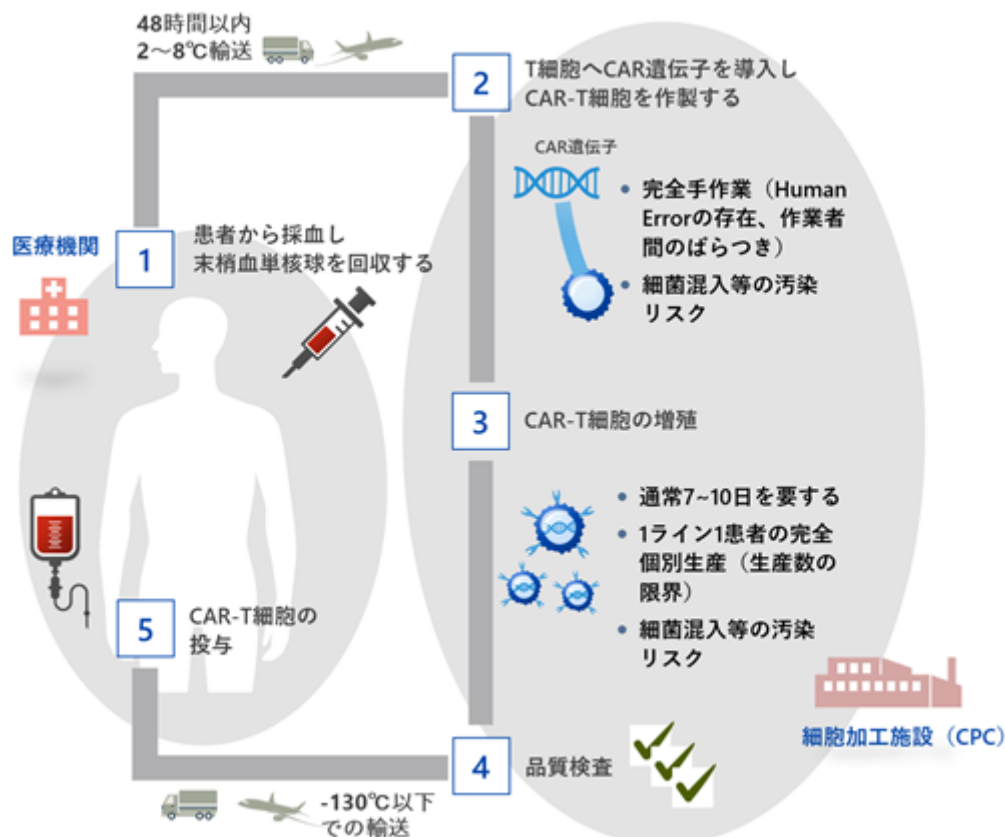 48時間以内
2～8℃輸送
2
T細胞へCAR遺伝子を導入し
CAR-T細胞を作製する
CAR遺伝子
• 完全手作業（Human
Errorの存在、作業者
間のばらつき）
• 細菌混入等の汚染
リスク
医療機関
1
患者から採血し
末梢血単核球を回収する
3
CAR-T細胞の増殖
• 通常7~10日を要する
• 1ライン1患者の完全
個別生産（生産数の
限界）
• 細菌混入等の汚染
リスク
5
CAR-T細胞の
投与
細胞加工施設（CPC）
4
品質検査
-130℃以下
での輸送